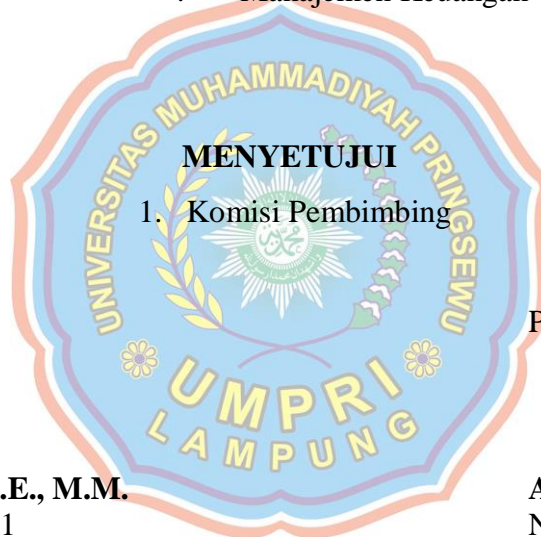 Manajemen Keuangan
UNIVERSITAS MUHAMMADIYAH PRINGSEWU
MENYETUJUI
1. Komisi Pembimbing
P
UMPRI
LAMPUNG
.E., M.M. A
1 N